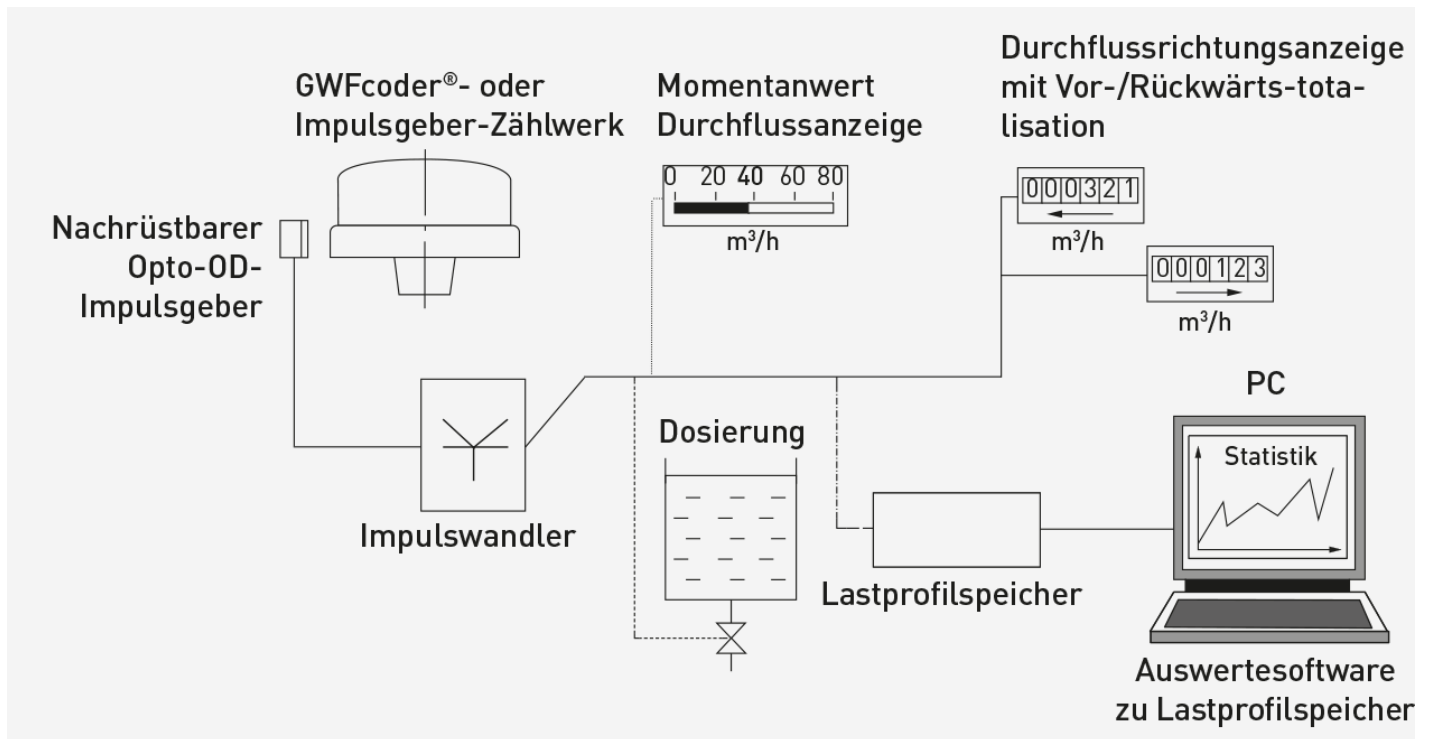 GWFcoder®- oder
Impulsgeber-Zählwerk
Momentanwert
Durchflussanzeige
Durchflussrichtungsanzeige
mit Vor-/Rückwärts-tota-
lisation
0 20 40 60 80
m³/h
000321
m³/h
000123
m³/h
Nachrüstbarer
Opto-OD-
Impulsgeber
Impulswandler
Dosierung
Lastprofilspeicher
PC
Statistik
Auswertesoftware
zu Lastprofilspeicher